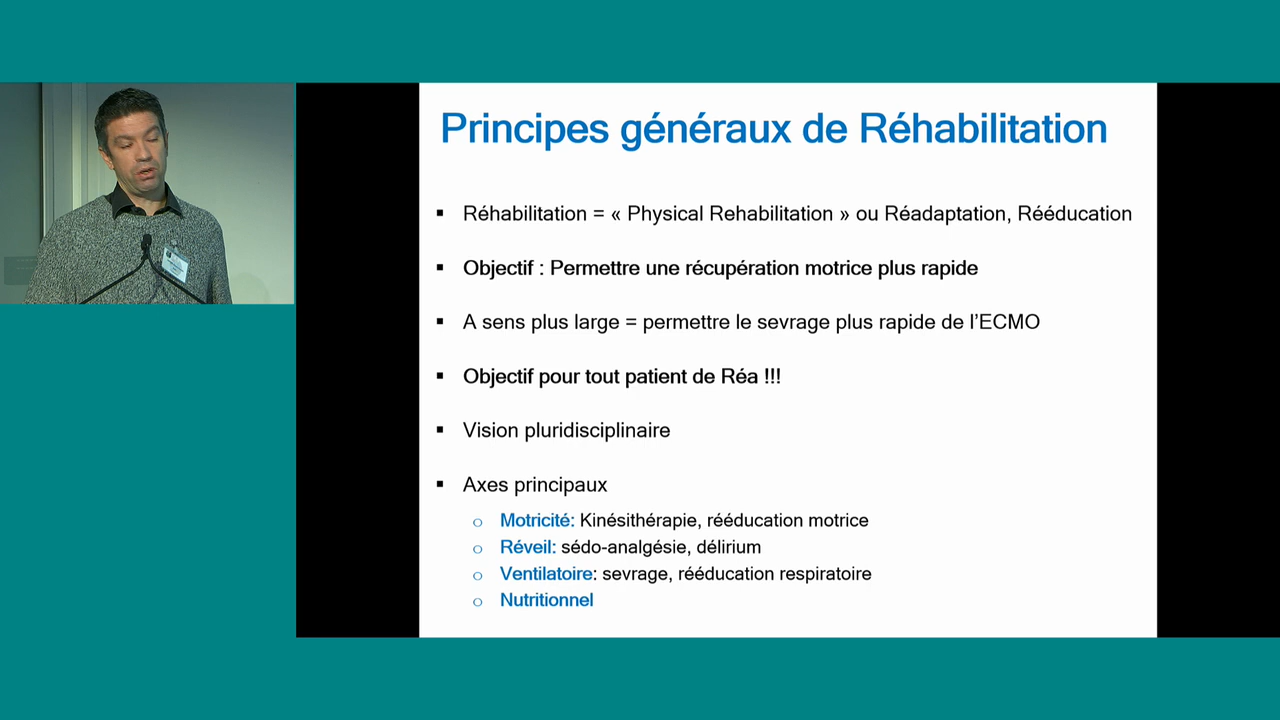 Principes généraux de Réhabilitation
▪ Réhabilitation = « Physical Rehabilitation » ou Réadaptation, Rééducation
▪ Objectif : Permettre une récupération motrice plus rapide
▪ A sens plus large = permettre le sevrage plus rapide de l'ECMO
▪ Objectif pour tout patient de Réa !!!
▪ Vision pluridisciplinaire
▪ Axes principaux
o Motricité: Kinésithérapie, rééducation motrice
o Réveil: sédo-analgésie, délirium
o Ventilatoire: sevrage, rééducation respiratoire
o Nutritionnel